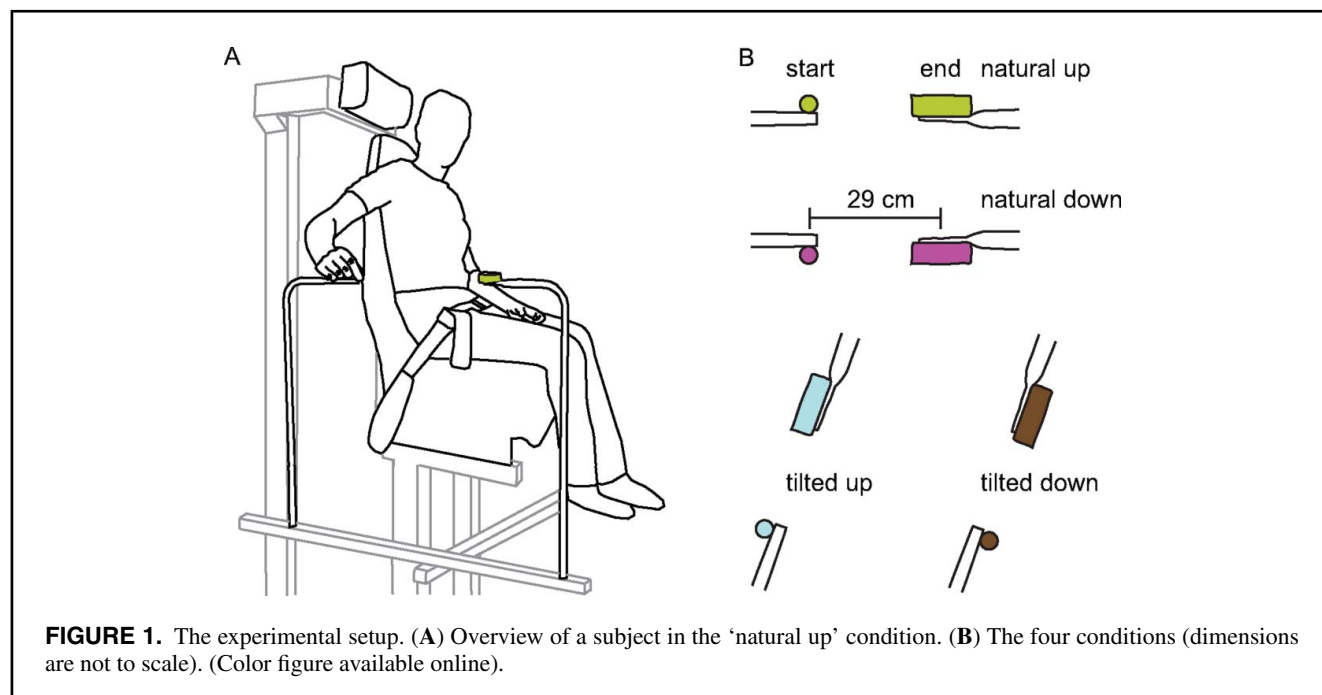 A
B
start end natural up
29 cm natural down
tilted up tilted down
FIGURE 1. The experimental setup. (A) Overview of a subject in the ‘natural up’ condition. (B) The four conditions (dimensions
are not to scale). (Color figure available online).